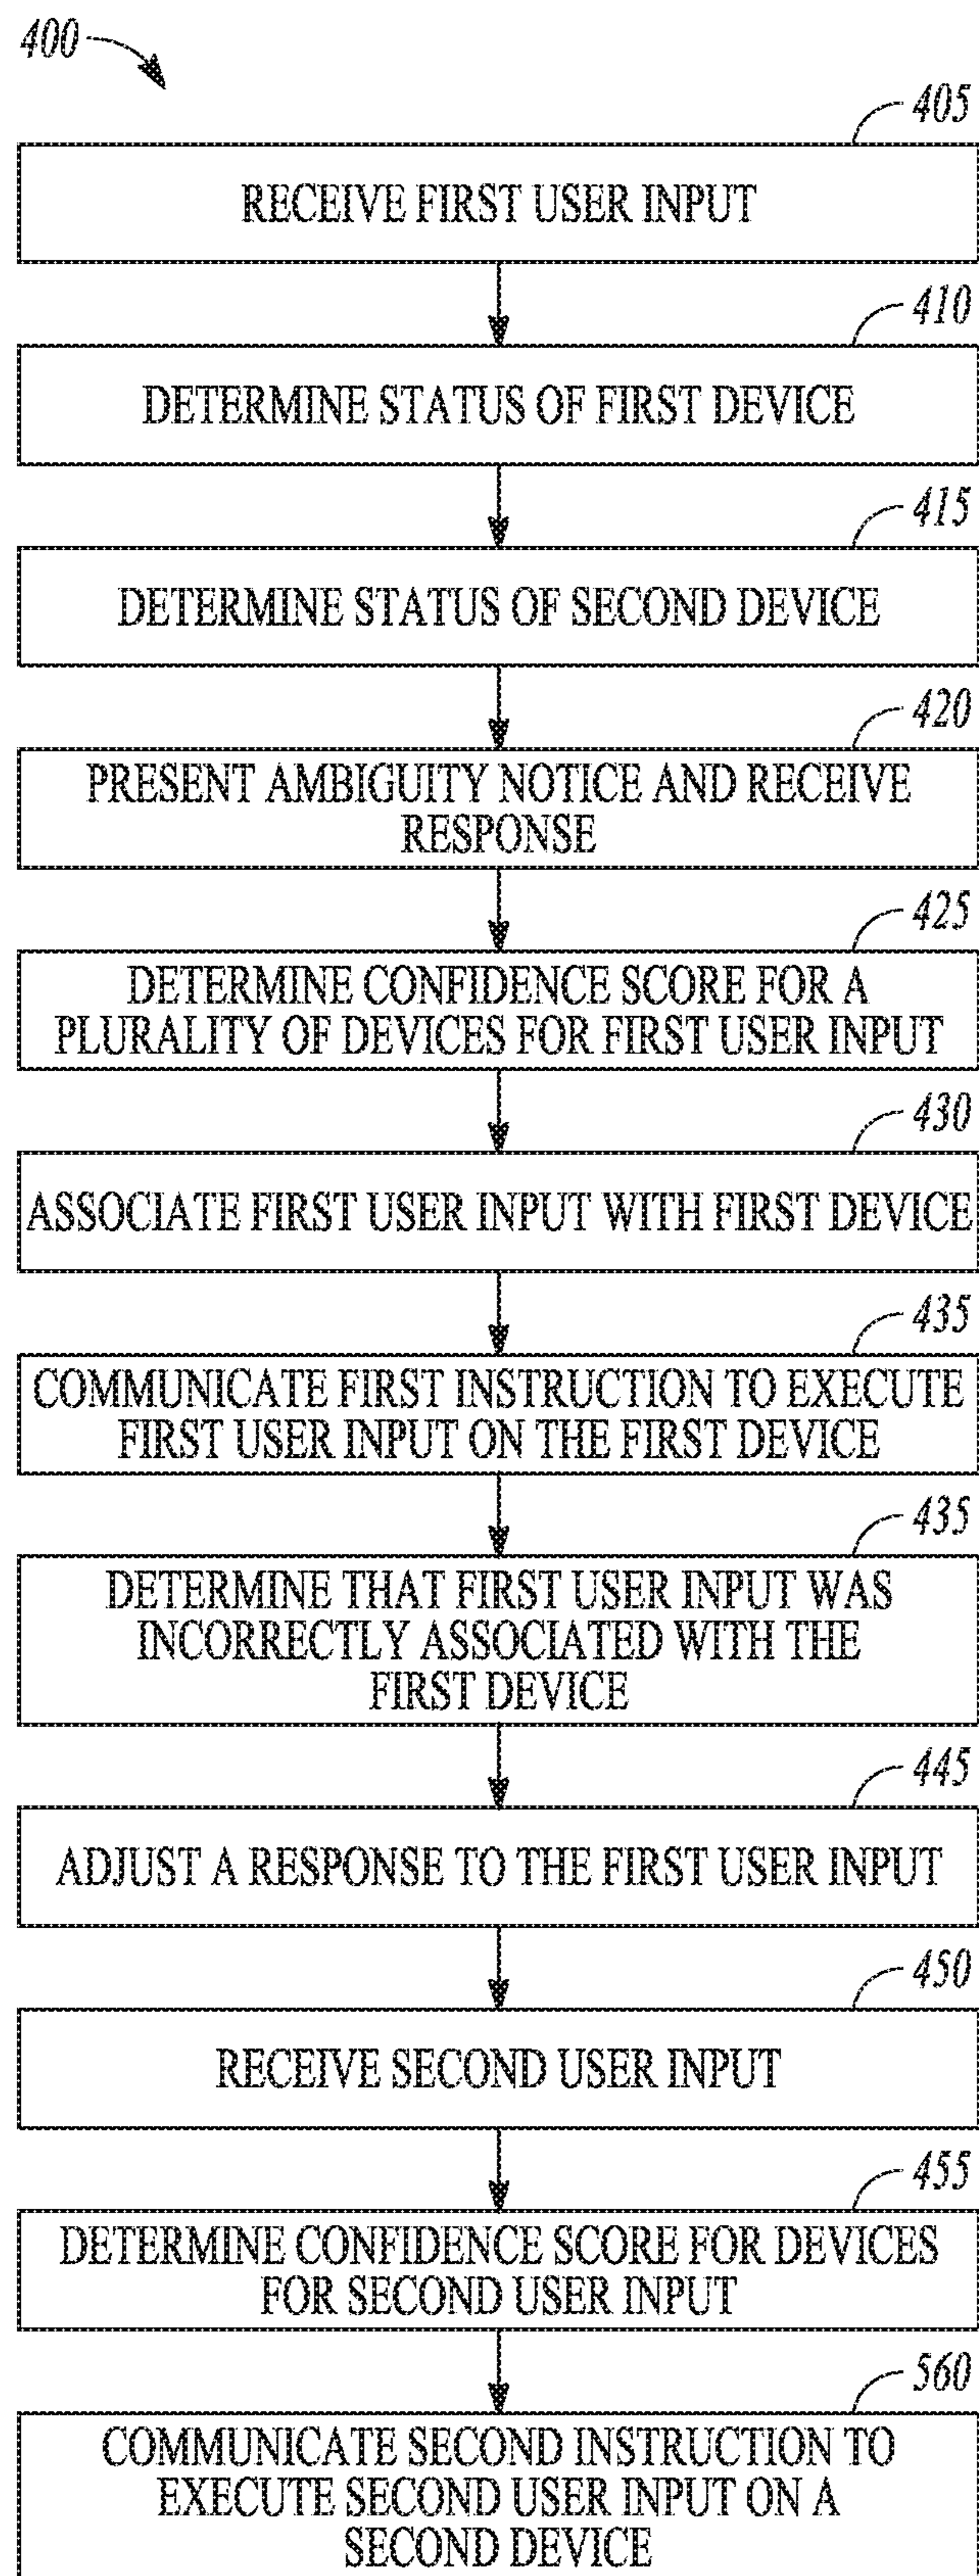 400
405
RECEIVE FIRST USER INPUT
410
DETERMINE STATUS OF FIRST DEVICE
415
DETERMINE STATUS OF SECOND DEVICE
420
PRESENT AMBIGUITY NOTICE AND RECEIVE
RESPONSE
425
DETERMINE CONFIDENCE SCORE FOR A
PLURALITY OF DEVICES FOR FIRST USER INPUT
430
ASSOCIATE FIRST USER INPUT WITH FIRST DEVICE
435
COMMUNICATE FIRST INSTRUCTION TO EXECUTE
FIRST USER INPUT ON THE FIRST DEVICE
435
DETERMINE THAT FIRST USER INPUT WAS
INCORRECTLY ASSOCIATED WITH THE
FIRST DEVICE
445
ADJUST A RESPONSE TO THE FIRST USER INPUT
450
RECEIVE SECOND USER INPUT
455
DETERMINE CONFIDENCE SCORE FOR DEVICES
FOR SECOND USER INPUT
560
COMMUNICATE SECOND INSTRUCTION TO
EXECUTE SECOND USER INPUT ON A
SECOND DEVICE